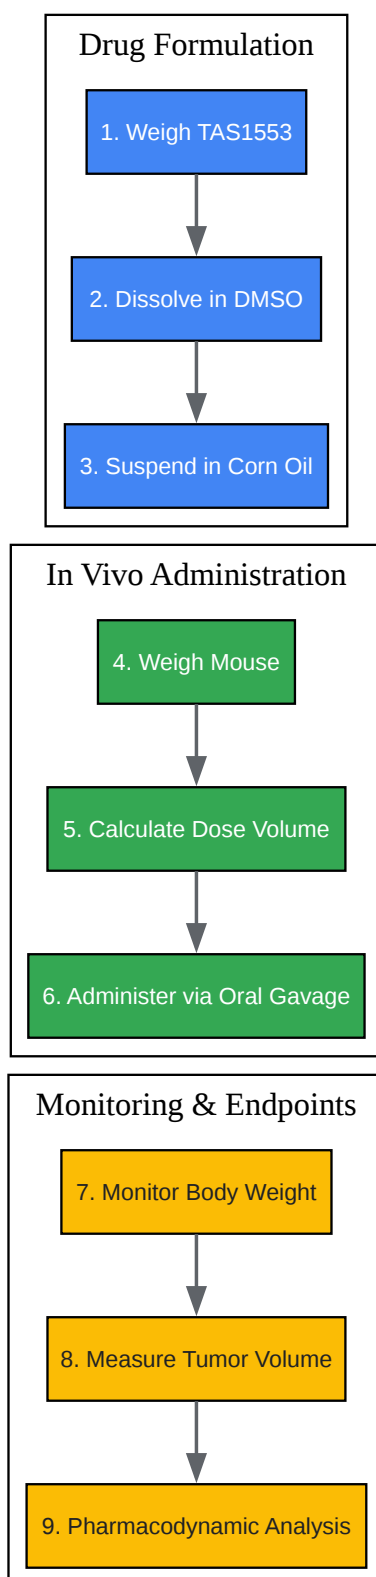 Drug Formulation
1. Weigh TAS1553
2. Dissolve in DMSO
3. Suspend in Corn Oil
In Vivo Administration
4. Weigh Mouse
5. Calculate Dose Volume
6. Administer via Oral Gavage
Monitoring & Endpoints
7. Monitor Body Weight
8. Measure Tumor Volume
9. Pharmacodynamic Analysis